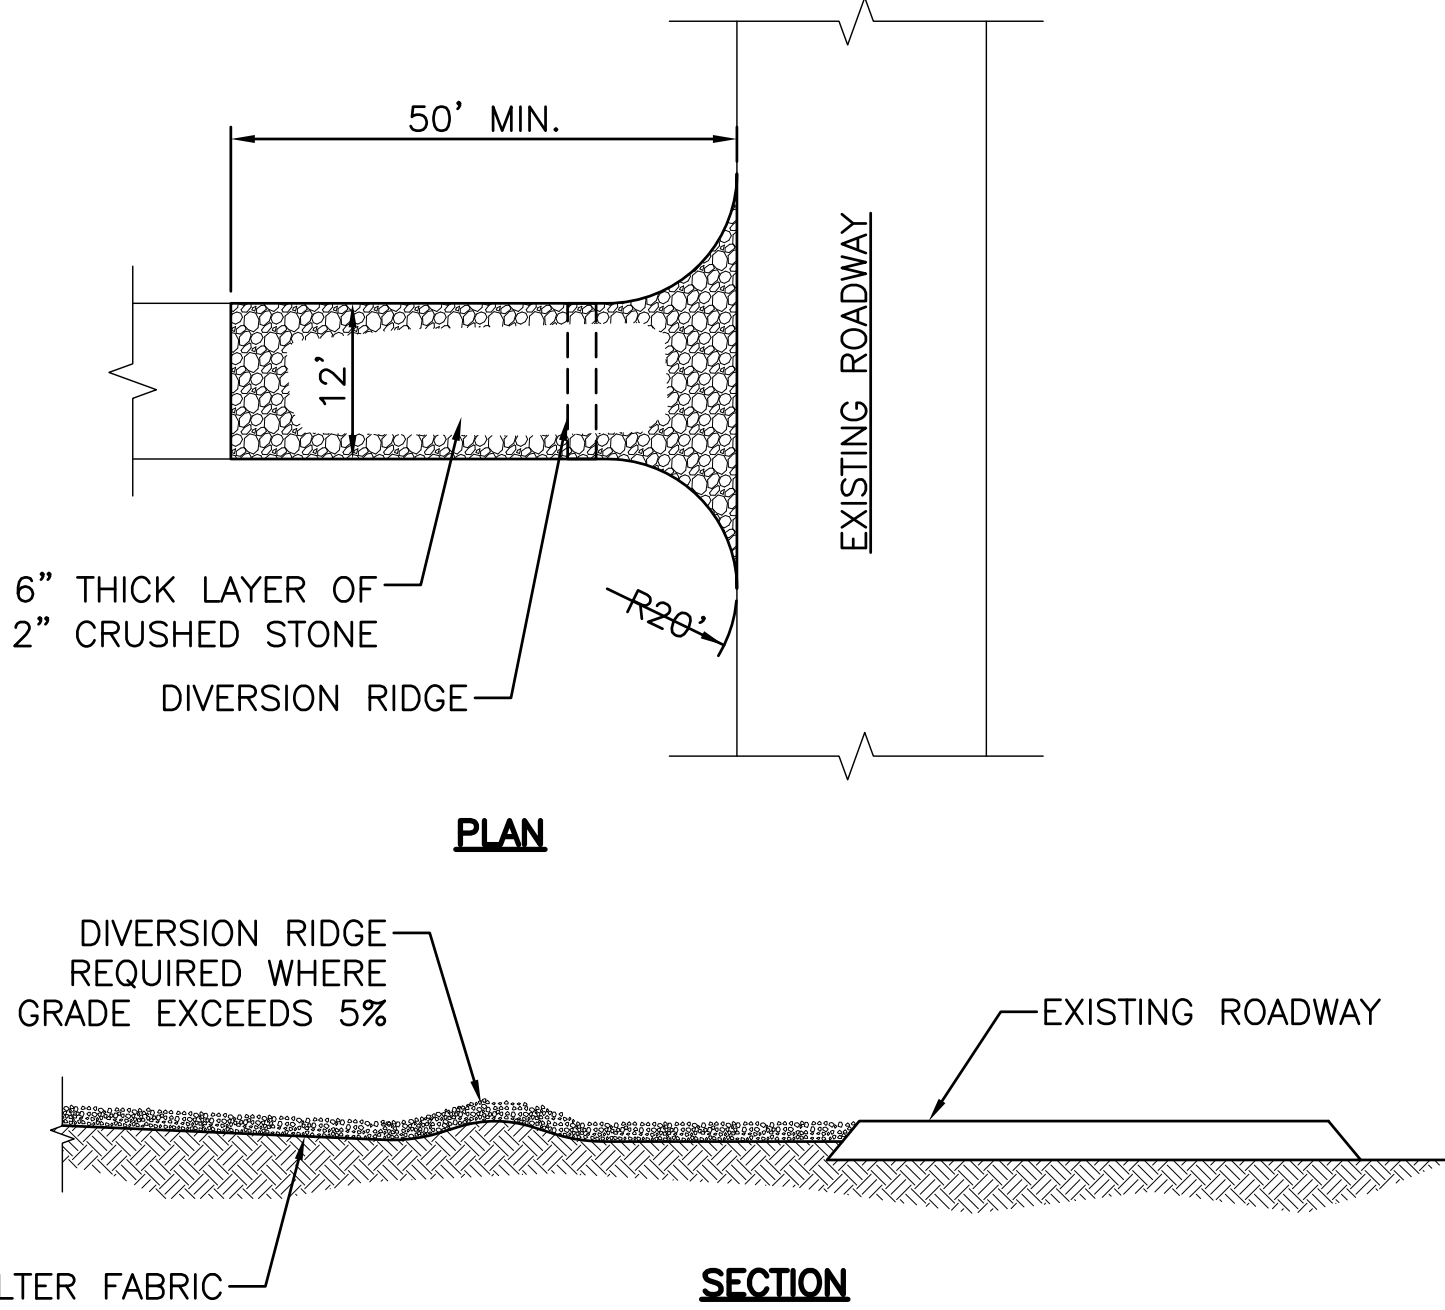 50' MIN.
12'
EXISTING ROADWAY
6" THICK LAYER OF
2" CRUSHED STONE
R20'
DIVERSION RIDGE
PLAN
DIVERSION RIDGE
REQUIRED WHERE
GRADE EXCEEDS 5%
EXISTING ROADWAY
FABRIC
SECTION